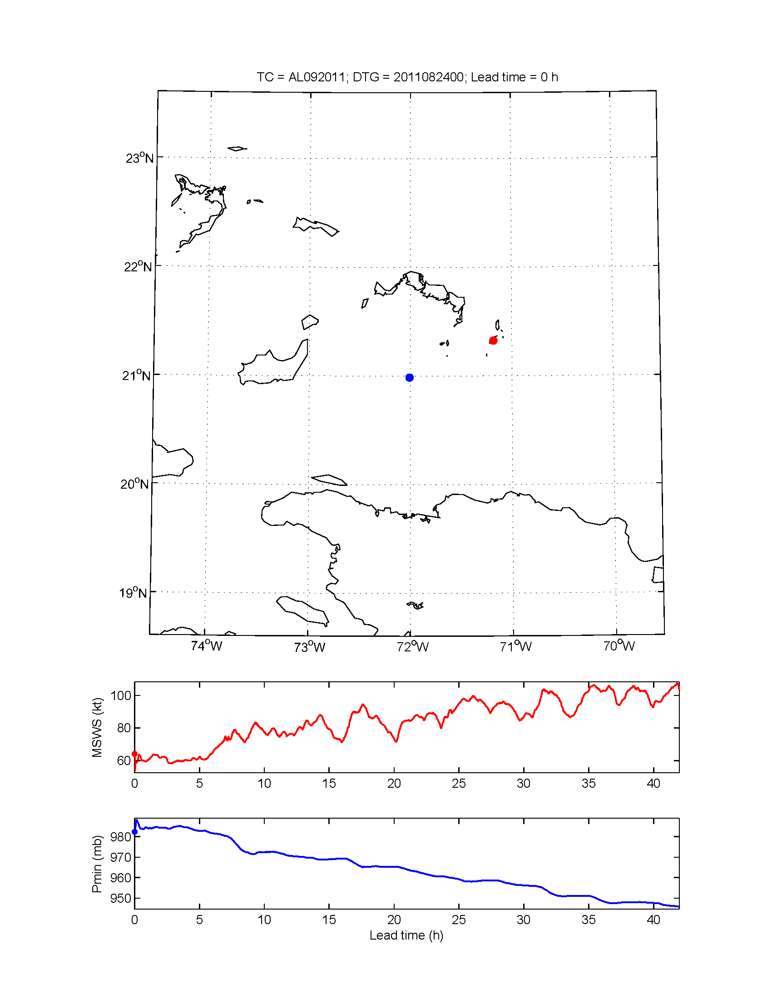 TC = AL092011; DTG = 2011082400; Lead time = 0 h
23°N
22°N
21°N
20°N
19°N
74°W 73°W 72°W 71°W 70°W
MSWS (kt)
100
80
60
0 5 10 15 20 25 30 35 40
Pmin (mb)
980
970
960
950
0 5 10 15 20 25 30 35 40
Lead time (h)